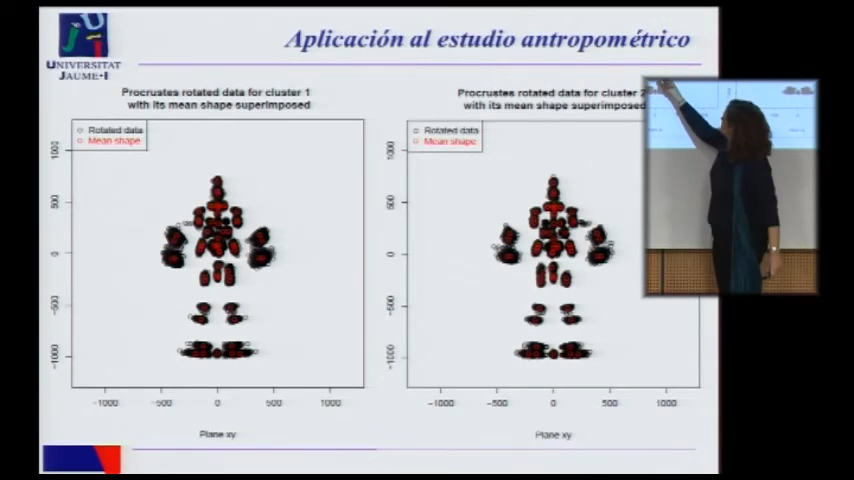 Aplicación al estudio antropométrico
UJI
UNIVERSITAT
JAUME·I
Procrustes rotated data for cluster 1
with its mean shape superimposed
Rotated data
Mean shape
1000
500
0
−500
−1000
−1000 −500 0 500 1000
Plane xy
Procrustes rotated data for cluster
with its mean shape superimposed
Rotated data
Mean shape
1000
500
0
−500
−1000
−1000 −500 0 500 1000
Plane xy